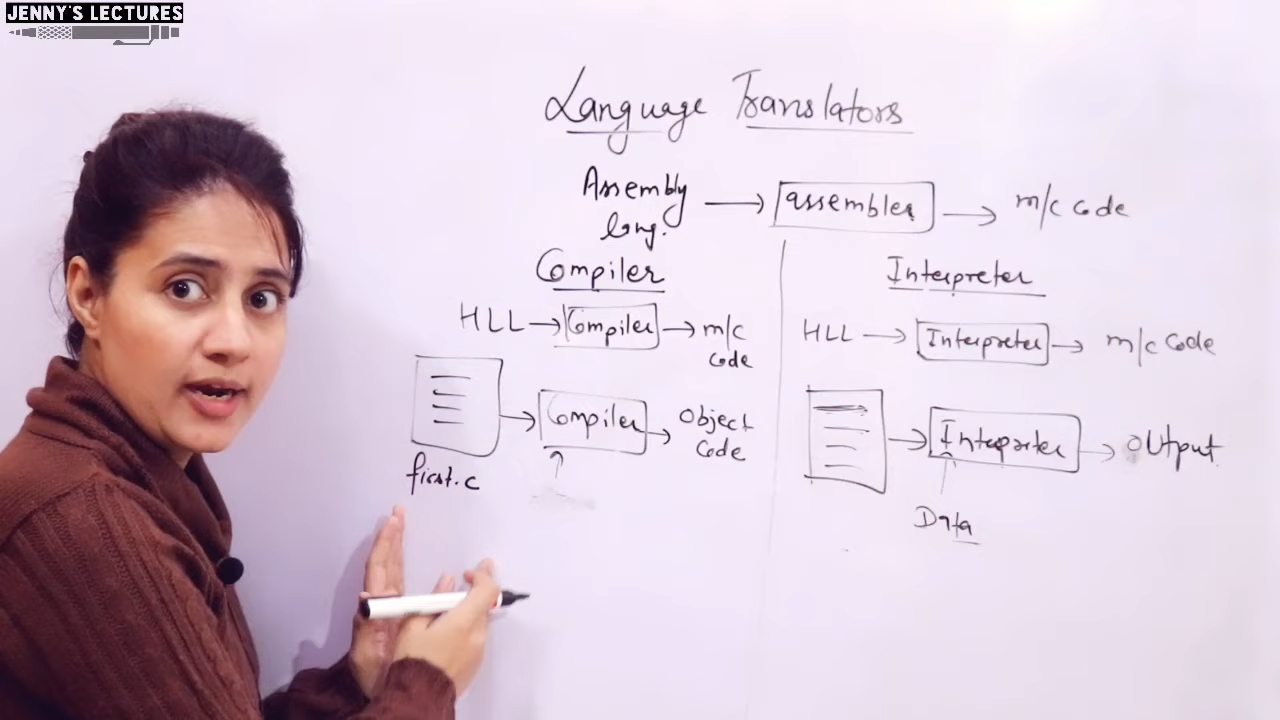 JENNY'S LECTURES
Language Translators
Assembly lang. → assembler → m/c code
Compiler
HLL → Compiler → m/c code
first.c → Compiler → Object Code
Interpreter
HLL → Interpreter → m/c Code
Interpreter → Output
Data